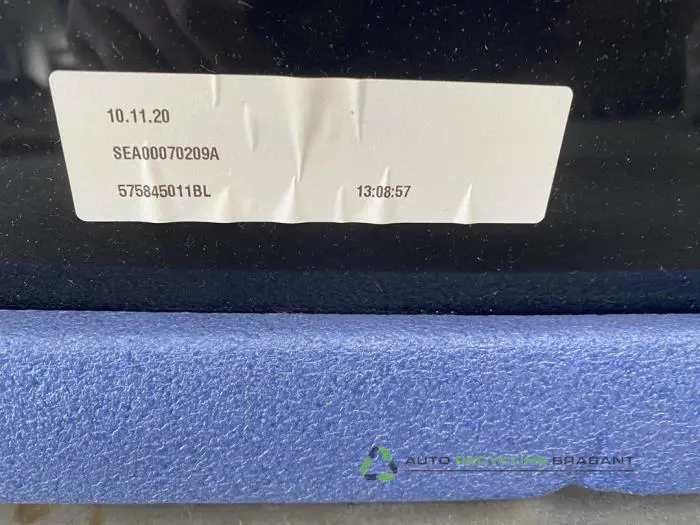 10.11.20
SEA00070209A
575845011BL 13:08:57
AUTO RECYCLING BRABANT